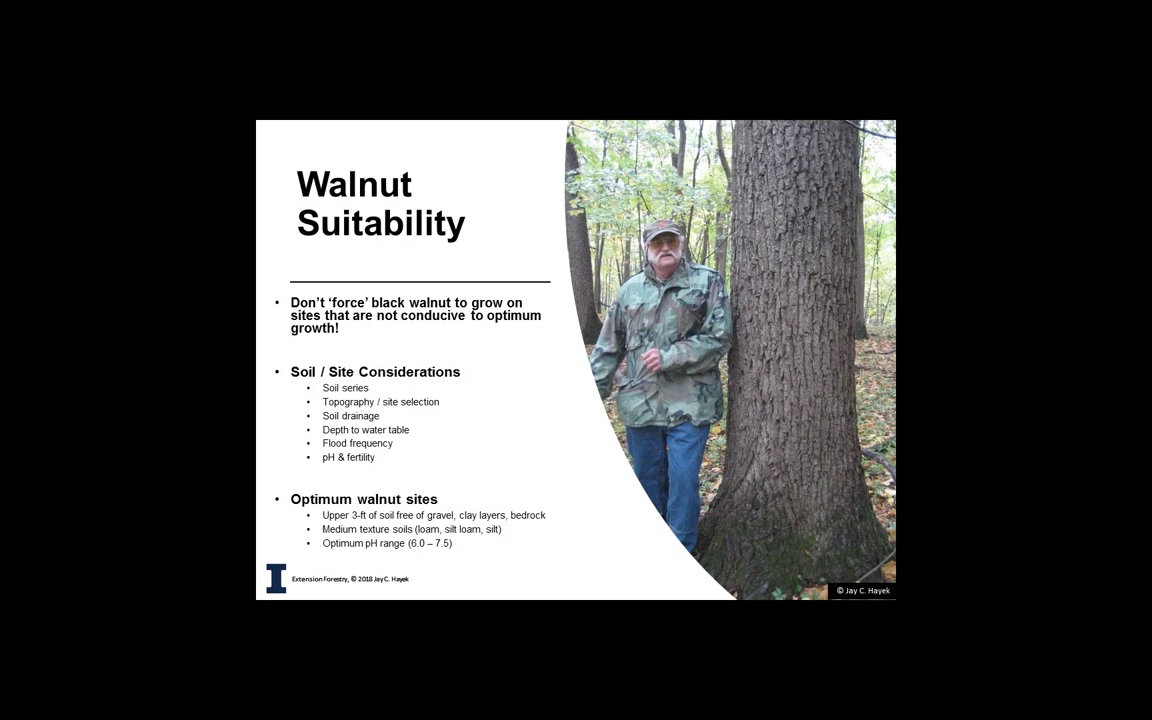 Walnut
Suitability
• Don't 'force' black walnut to grow on
sites that are not conducive to optimum
growth!
• Soil / Site Considerations
• Soil series
• Topography / site selection
• Soil drainage
• Depth to water table
• Flood frequency
• pH & fertility
• Optimum walnut sites
• Upper 3-ft of soil free of gravel, clay layers, bedrock
• Medium texture soils (loam, silt loam, silt)
• Optimum pH range (6.0 – 7.5)
I Extension Forestry, © 2018 Jay C. Hayek
© Jay C. Hayek